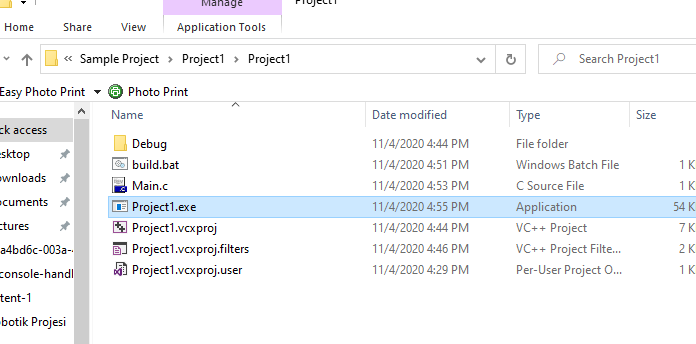 Manage
Project1
Home Share View Application Tools
« Sample Project > Project1 > Project1
Search Project1
Easy Photo Print Photo Print
Name Date modified Type Size
ck access
esktop
ownloads
ocuments
ctures
a4bd6c-003a-4
console-handl
tent-1
obotik Projesi
Debug 11/4/2020 4:44 PM File folder
build.bat 11/4/2020 4:51 PM Windows Batch File 1 K
Main.c 11/4/2020 4:53 PM C Source File 1 K
Project1.exe 11/4/2020 4:55 PM Application 54 K
Project1.vcxproj 11/4/2020 4:44 PM VC++ Project 7 K
Project1.vcxproj.filters 11/4/2020 4:46 PM VC++ Project Filte... 2 K
Project1.vcxproj.user 11/4/2020 4:29 PM Per-User Project O... 1 K